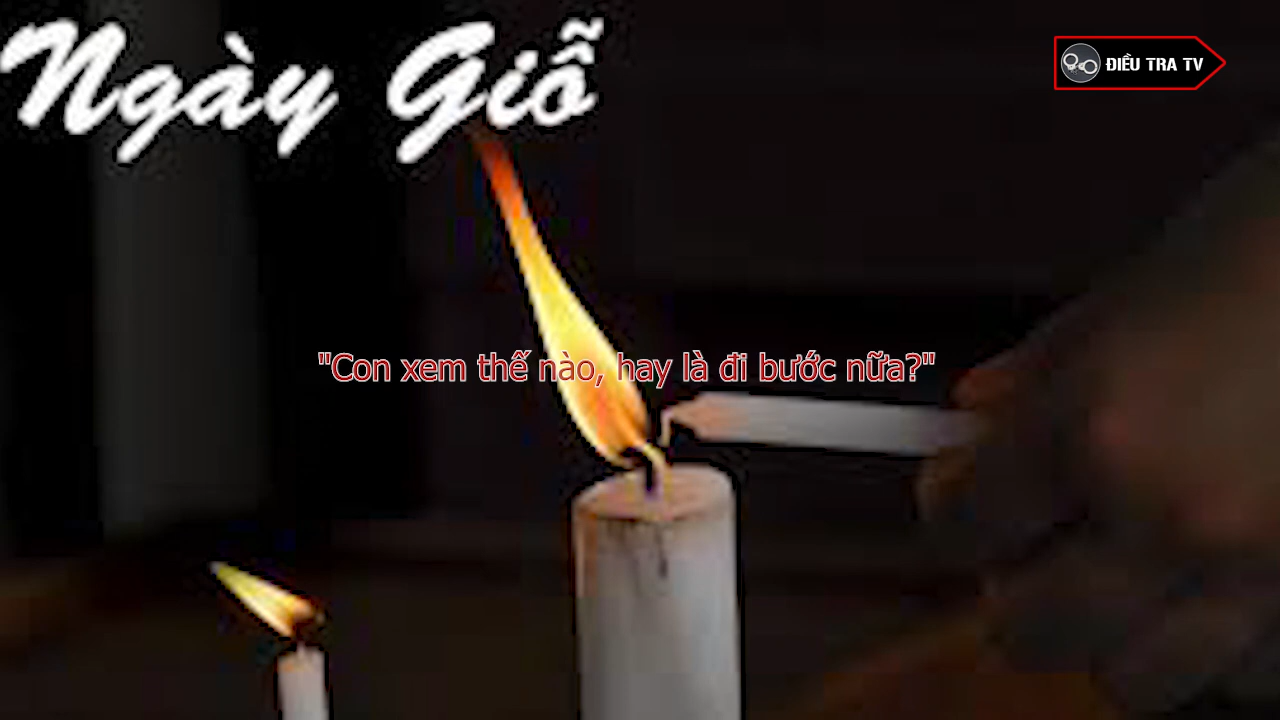 Ngày Giỗ
ĐIỀU TRA TV
"Con xem thế nào, hay là đi bước nữa?"